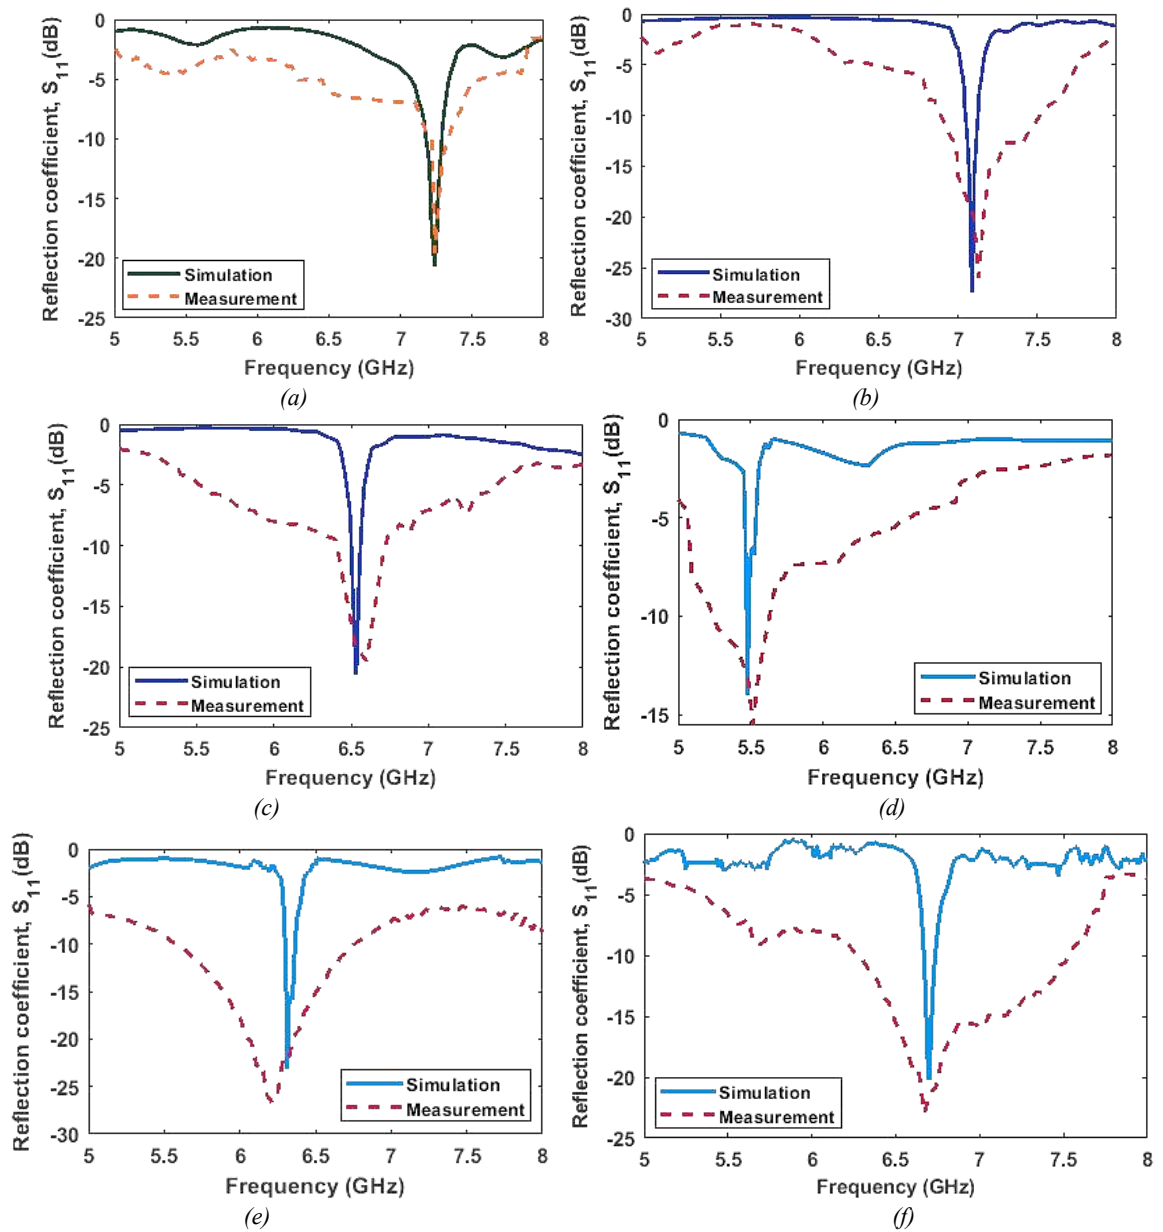 Reflection coefficient, S11(dB)
0
-5
-10
-15
-20
-25
Simulation
Measurement
5 5.5 6 6.5 7 7.5 8
Frequency (GHz)
(a)
Reflection coefficient, S11(dB)
0
-5
-10
-15
-20
-25
-30
Simulation
Measurement
5 5.5 6 6.5 7 7.5 8
Frequency (GHz)
(b)
Reflection coefficient, S11(dB)
0
-5
-10
-15
-20
-25
Simulation
Measurement
5 5.5 6 6.5 7 7.5 8
Frequency (GHz)
(c)
Reflection coefficient, S11(dB)
0
-5
-10
-15
Simulation
Measurement
5 5.5 6 6.5 7 7.5 8
Frequency (GHz)
(d)
Reflection coefficient, S11(dB)
0
-5
-10
-15
-20
-25
-30
Simulation
Measurement
5 5.5 6 6.5 7 7.5 8
Frequency (GHz)
(e)
Reflection coefficient, S11(dB)
0
-5
-10
-15
-20
-25
Simulation
Measurement
5 5.5 6 6.5 7 7.5 8
Frequency (GHz)
(f)